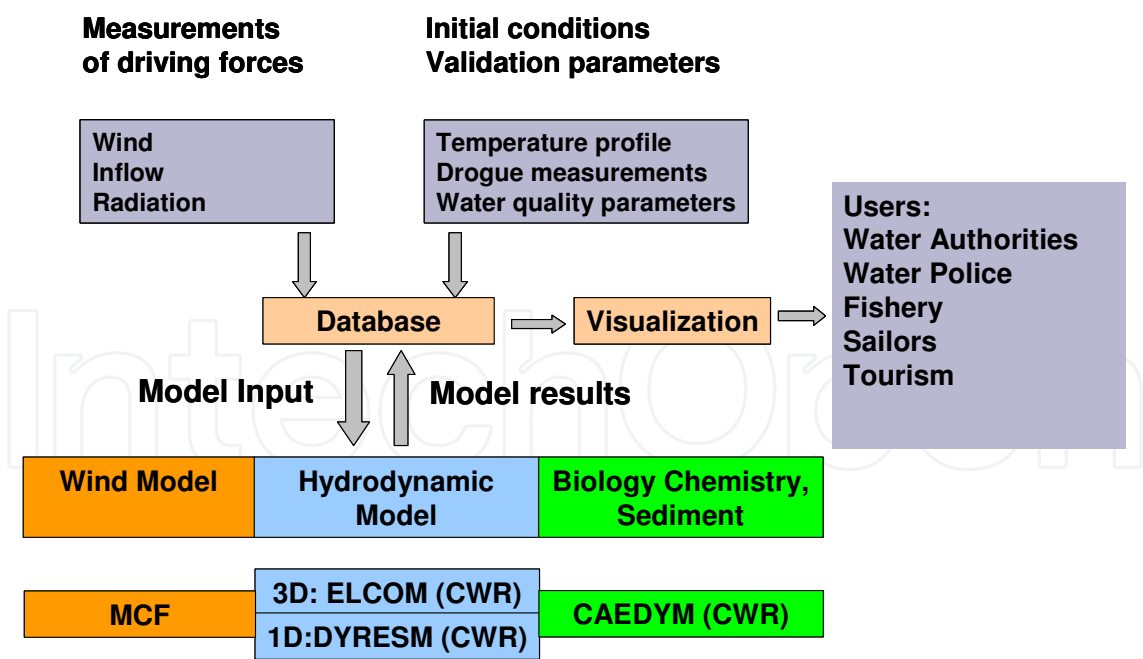 Measurements
of driving forces
Initial conditions
Validation parameters
Wind
Inflow
Radiation
Temperature profile
Drogue measurements
Water quality parameters
Users:
Water Authorities
Water Police
Fishery
Sailors
Tourism
Database
Visualization
Model Input
Model results
IntechOpen
Wind Model
Hydrodynamic
Model
Biology Chemistry,
Sediment
MCF
3D: ELCOM (CWR)
1D:DYRESM (CWR)
CAEDYM (CWR)